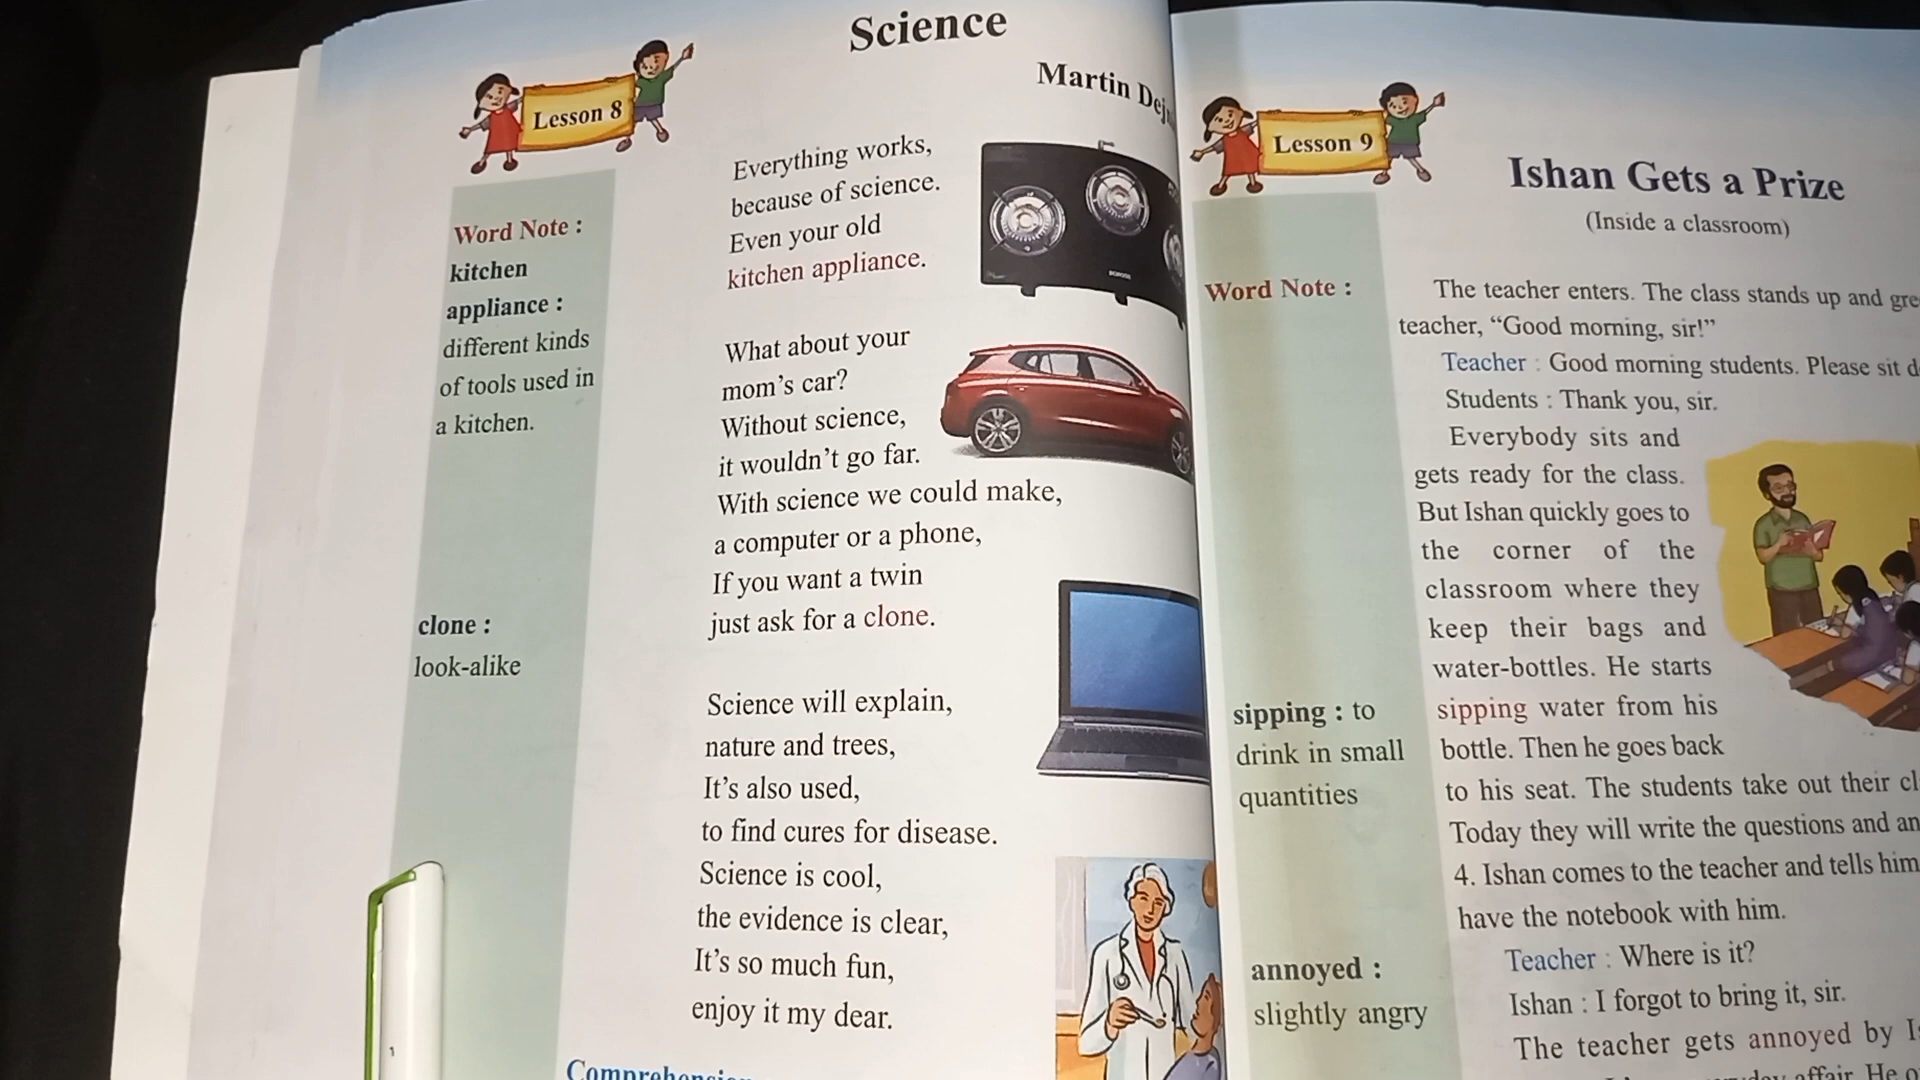 Science
Martin
Lesson 8
Word Note :
kitchen
appliance :
different kinds
of tools used in
a kitchen.
clone :
look-alike
Everything works,
because of science.
Even your old
kitchen appliance.
What about your
mom's car?
Without science,
it wouldn't go far.
With science we could make,
a computer or a phone,
If you want a twin
just ask for a clone.
Science will explain,
nature and trees,
It's also used,
to find cures for disease.
Science is cool,
the evidence is clear,
It's so much fun,
enjoy it my dear.
Lesson 9
Ishan Gets a Prize
(Inside a classroom)
Word Note :
sipping : to
drink in small
quantities
annoyed :
slightly angry
The teacher enters. The class stands up and
teacher, "Good morning, sir!"
Teacher : Good morning students. Please sit
Students : Thank you, sir.
Everybody sits and
gets ready for the class.
But Ishan quickly goes to
the corner of the
classroom where they
keep their bags and
water-bottles. He starts
sipping water from his
bottle. Then he goes back
to his seat. The students take out their
Today they will write the questions and
4. Ishan comes to the teacher and tells him
have the notebook with him.
Teacher : Where is it?
Ishan : I forgot to bring it, sir.
The teacher gets annoyed by
affair. He